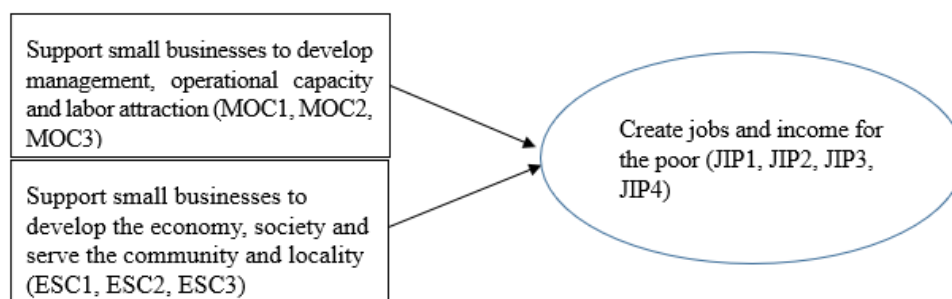 Support small businesses to develop
management, operational capacity
and labor attraction (MOC1, MOC2,
MOC3)
Support small businesses to
develop the economy, society and
serve the community and locality
(ESC1, ESC2, ESC3)
Create jobs and income for
the poor (JIP1, JIP2, JIP3,
JIP4)